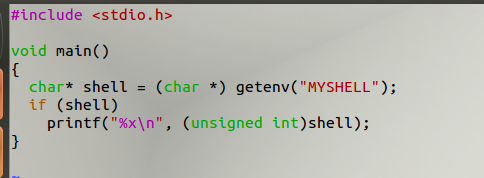 #include <stdio.h>
void main()
{
  char* shell = (char *) getenv("MYSHELL");
  if (shell)
    printf("%x\n", (unsigned int)shell);
}